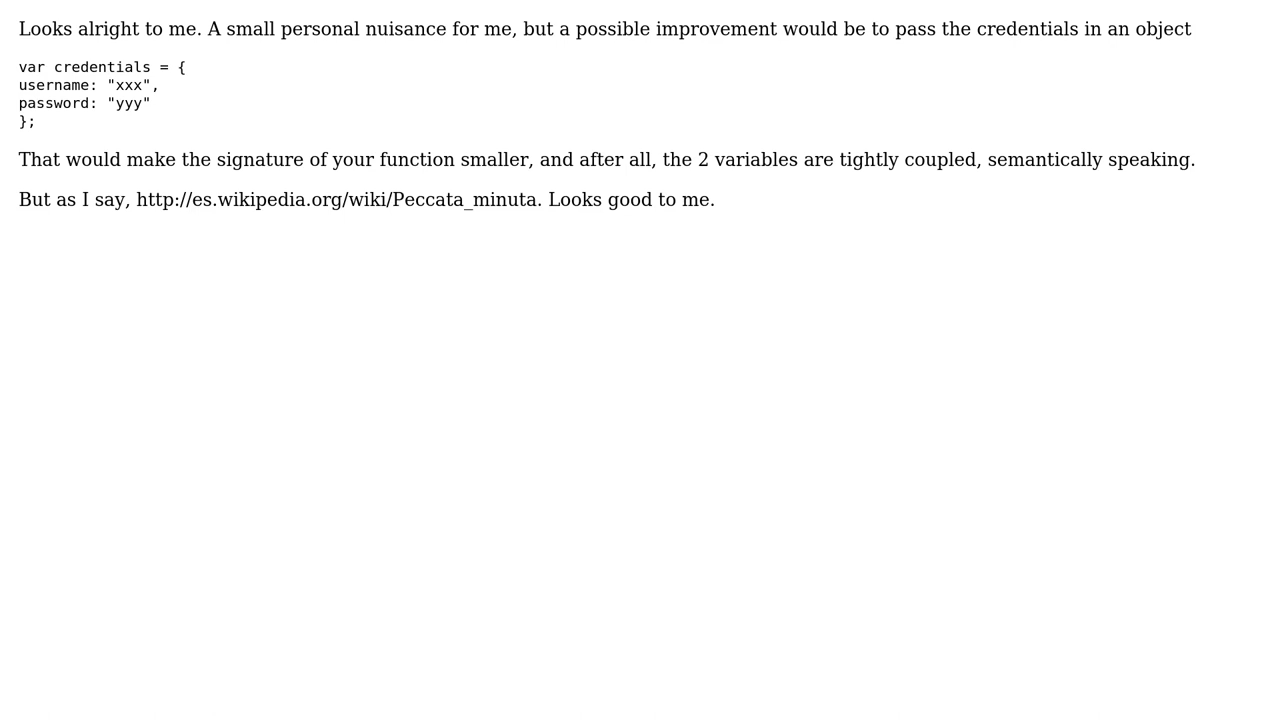 Looks alright to me. A small personal nuisance for me, but a possible improvement would be to pass the credentials in an object
var credentials = {
username: "xxx",
password: "yyy"
};
That would make the signature of your function smaller, and after all, the 2 variables are tightly coupled, semantically speaking.
But as I say, http://es.wikipedia.org/wiki/Peccata_minuta. Looks good to me.